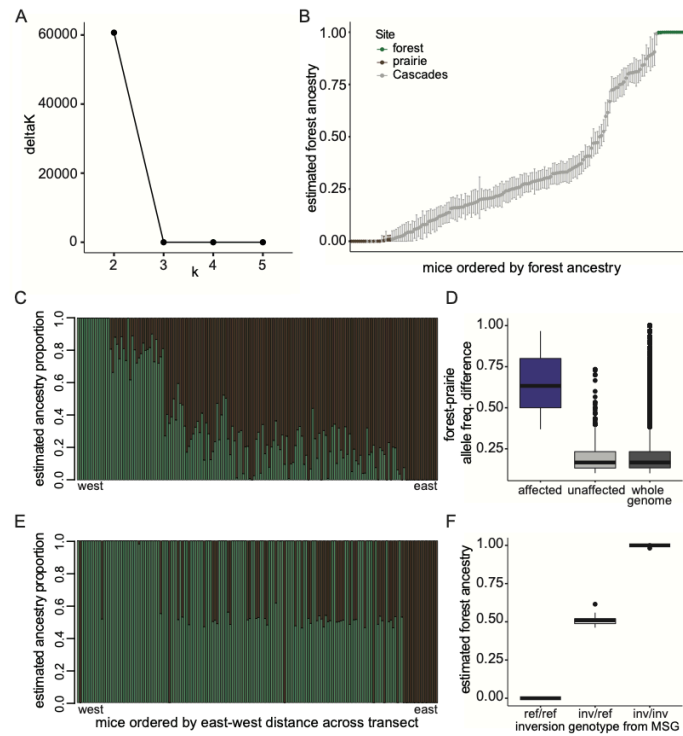 A
60000
40000
20000
0
deltaK
2 3 4 5
k
B
Site
forest
prairie
Cascades
1.00
0.75
0.50
0.25
0.00
estimated forest ancestry
mice ordered by forest ancestry
C
1.0
0.8
0.6
0.4
0.2
0.0
estimated ancestry proportion
west east
D
1.00
0.75
0.50
0.25
forest-prairie
allele freq. difference
affected unaffected whole
genome
E
1.0
0.8
0.6
0.4
0.2
0.0
estimated ancestry proportion
west east
mice ordered by east-west distance across transect
F
1.00
0.75
0.50
0.25
0.00
estimated forest ancestry
ref/ref inv/ref inv/inv
inversion genotype from MSG